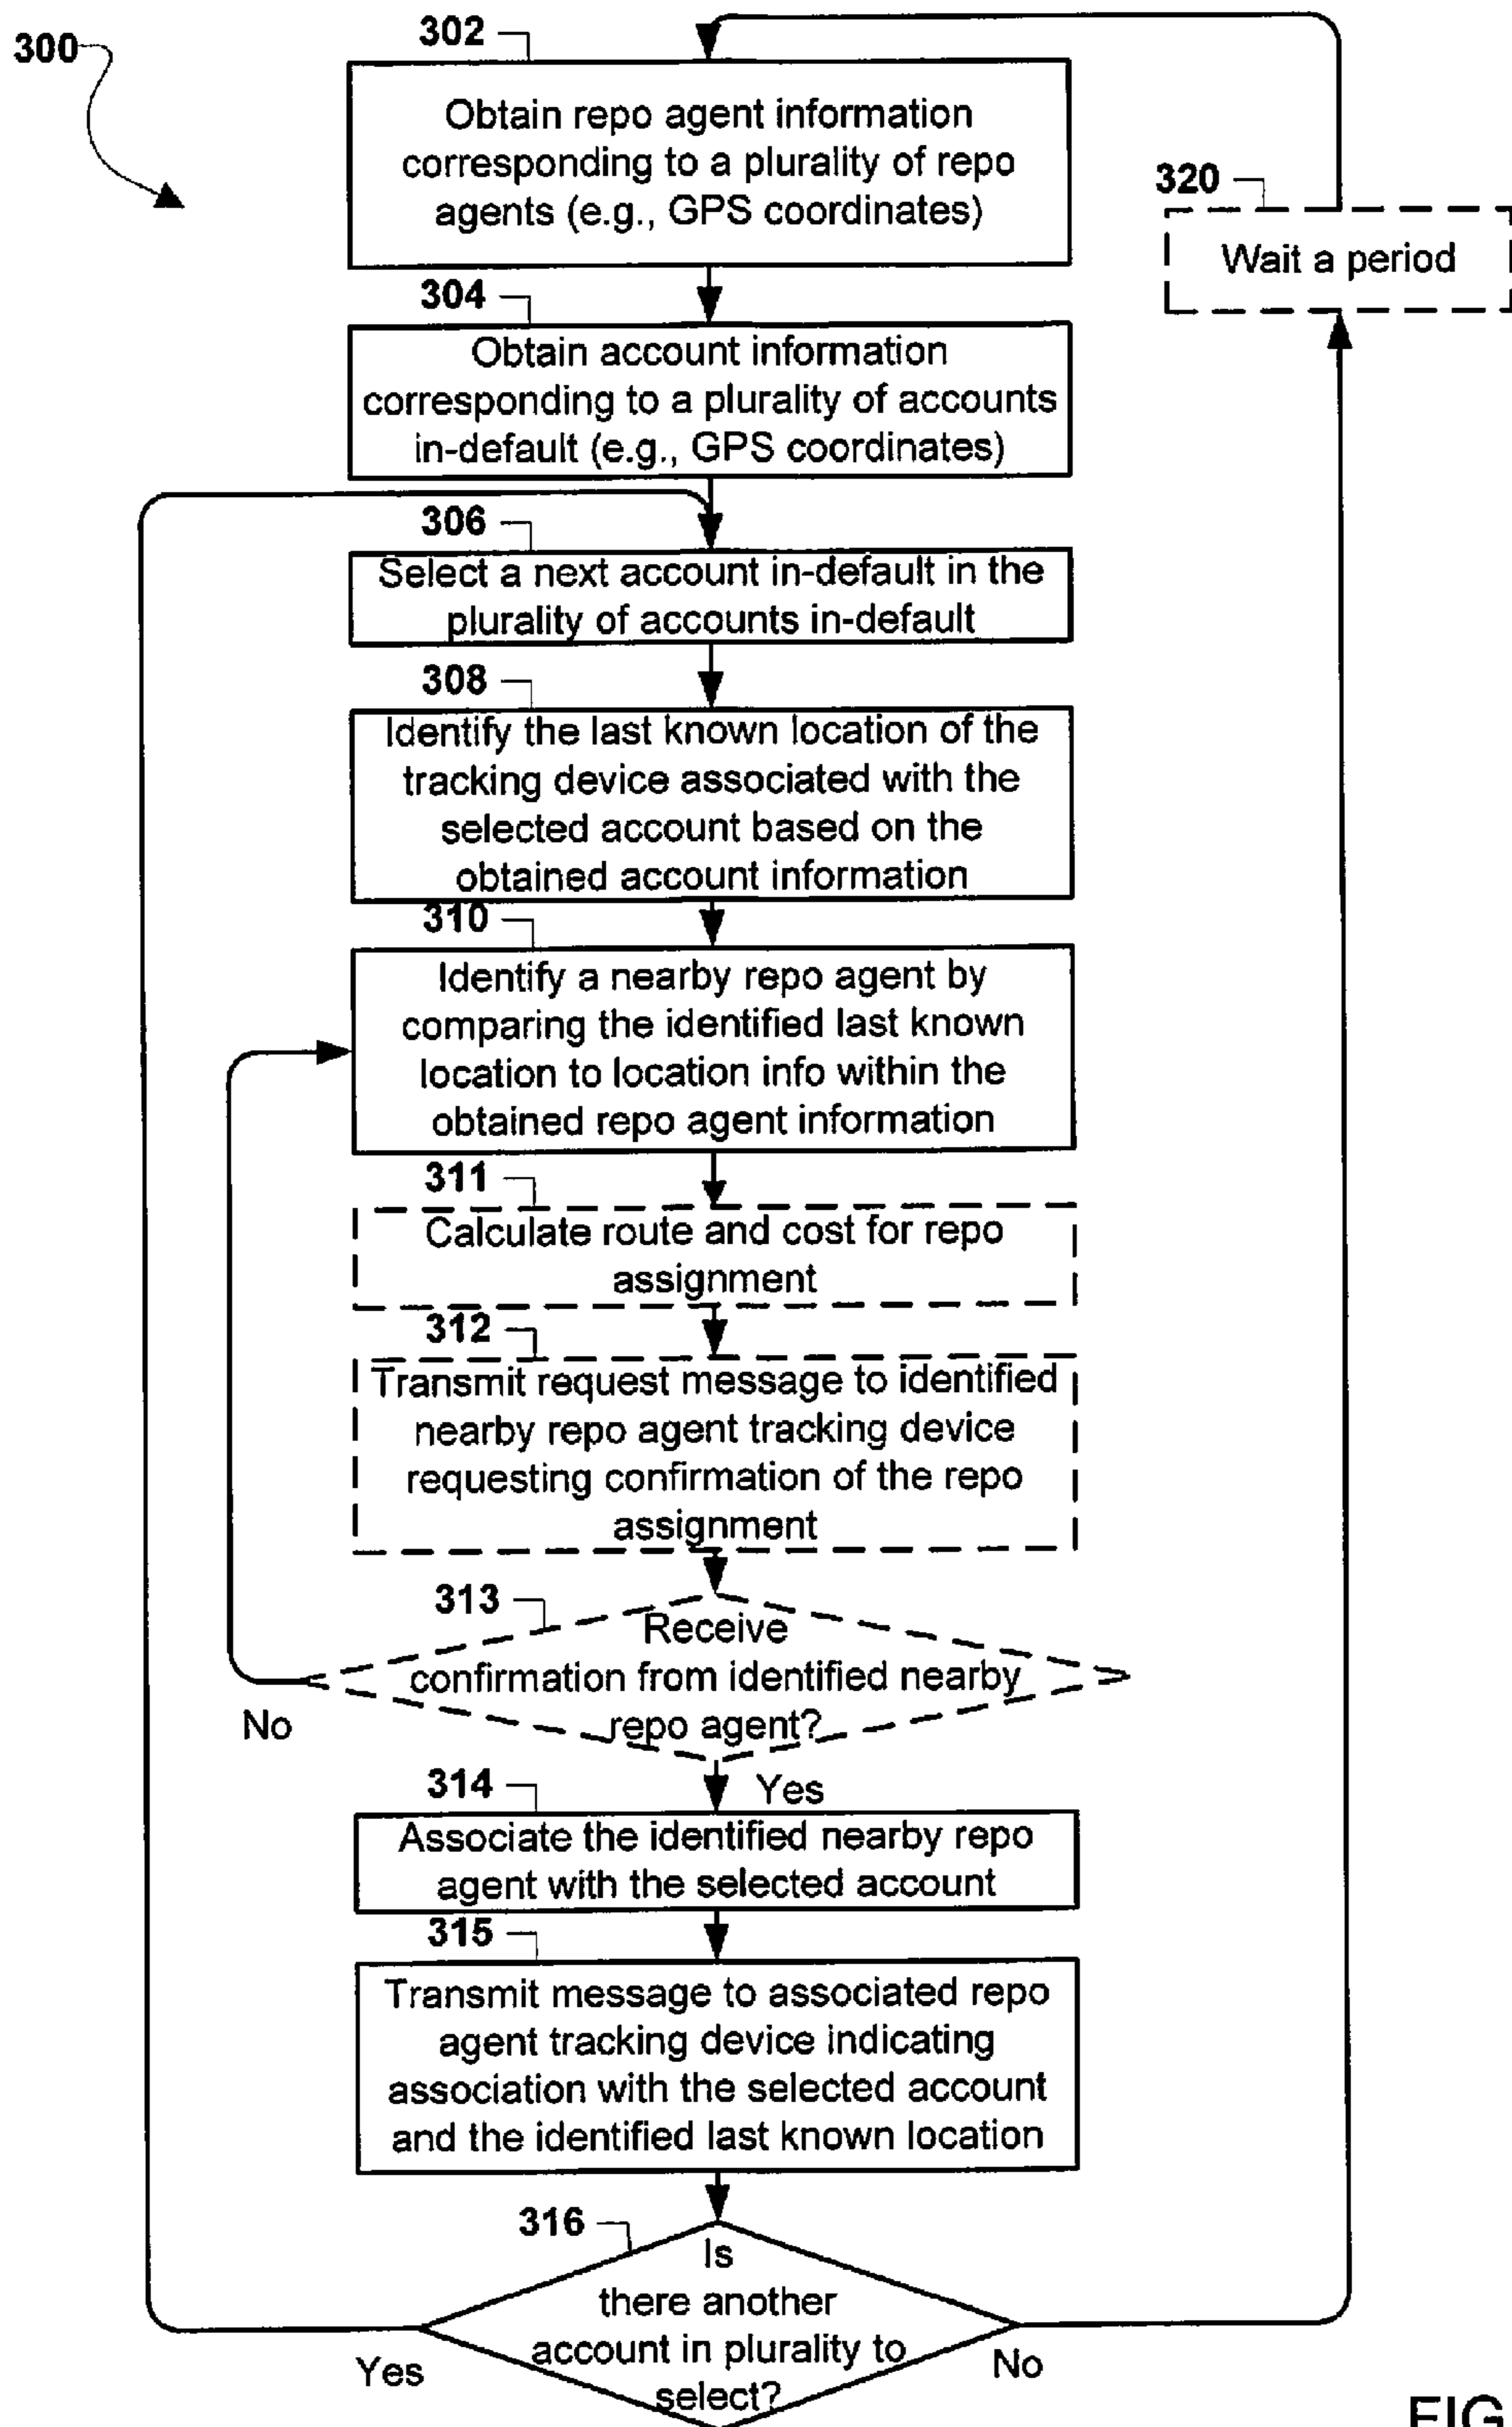 300
302
Obtain repo agent information
corresponding to a plurality of repo
agents (e.g., GPS coordinates)
320
Wait a period
304
Obtain account information
corresponding to a plurality of accounts
in-default (e.g., GPS coordinates)
306
Select a next account in-default in the
plurality of accounts in-default
308
Identify the last known location of the
tracking device associated with the
selected account based on the
obtained account information
310
Identify a nearby repo agent by
comparing the identified last known
location to location info within the
obtained repo agent information
311
Calculate route and cost for repo
assignment
312
Transmit request message to identified
nearby repo agent tracking device
requesting confirmation of the repo
assignment
313
Receive
confirmation from identified nearby
repo agent?
No
Yes
314
Associate the identified nearby repo
agent with the selected account
315
Transmit message to associated repo
agent tracking device indicating
association with the selected account
and the identified last known location
316
Is
there another
account in plurality to
select?
Yes
No
FIG